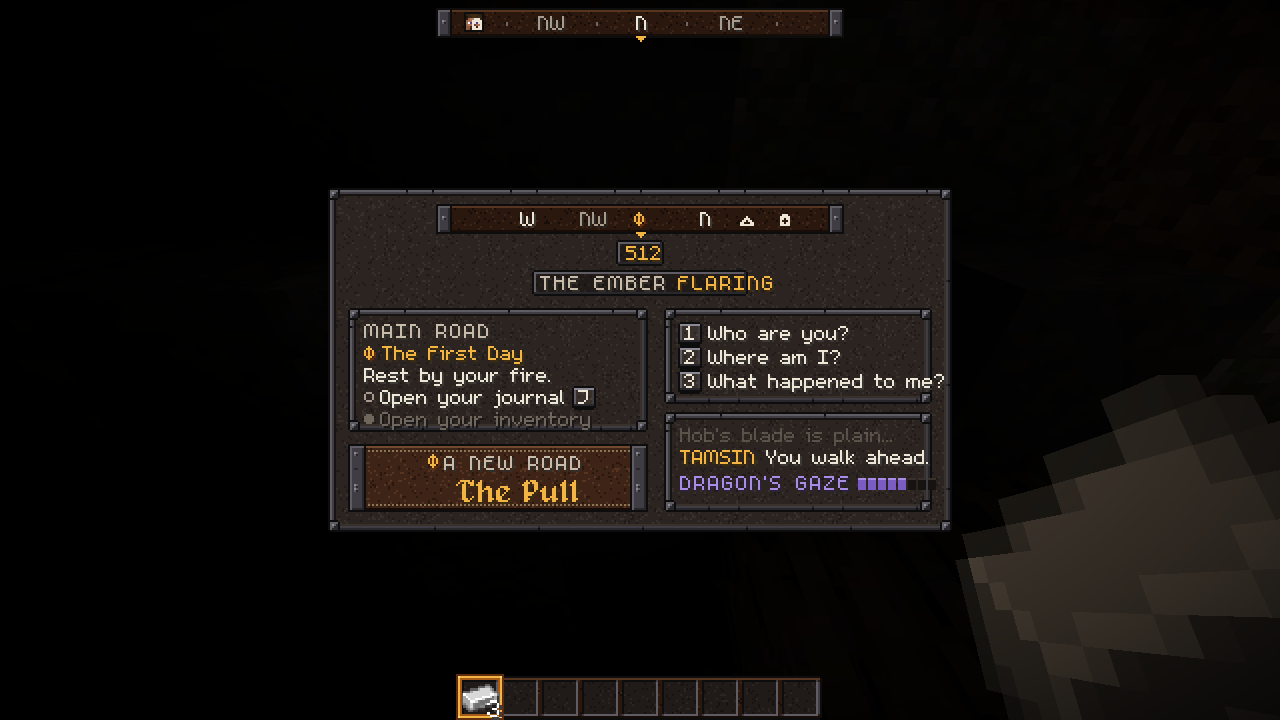 NW N NE
W NW N
512
THE EMBER FLARING
MAIN ROAD
The First Day
Rest by your fire.
Open your journal J
Open your inventory
A NEW ROAD
The Pull
1 Who are you?
2 Where am I?
3 What happened to me?
Hob's blade is plain...
TAMSIN You walk ahead.
DRAGON'S GAZE
3